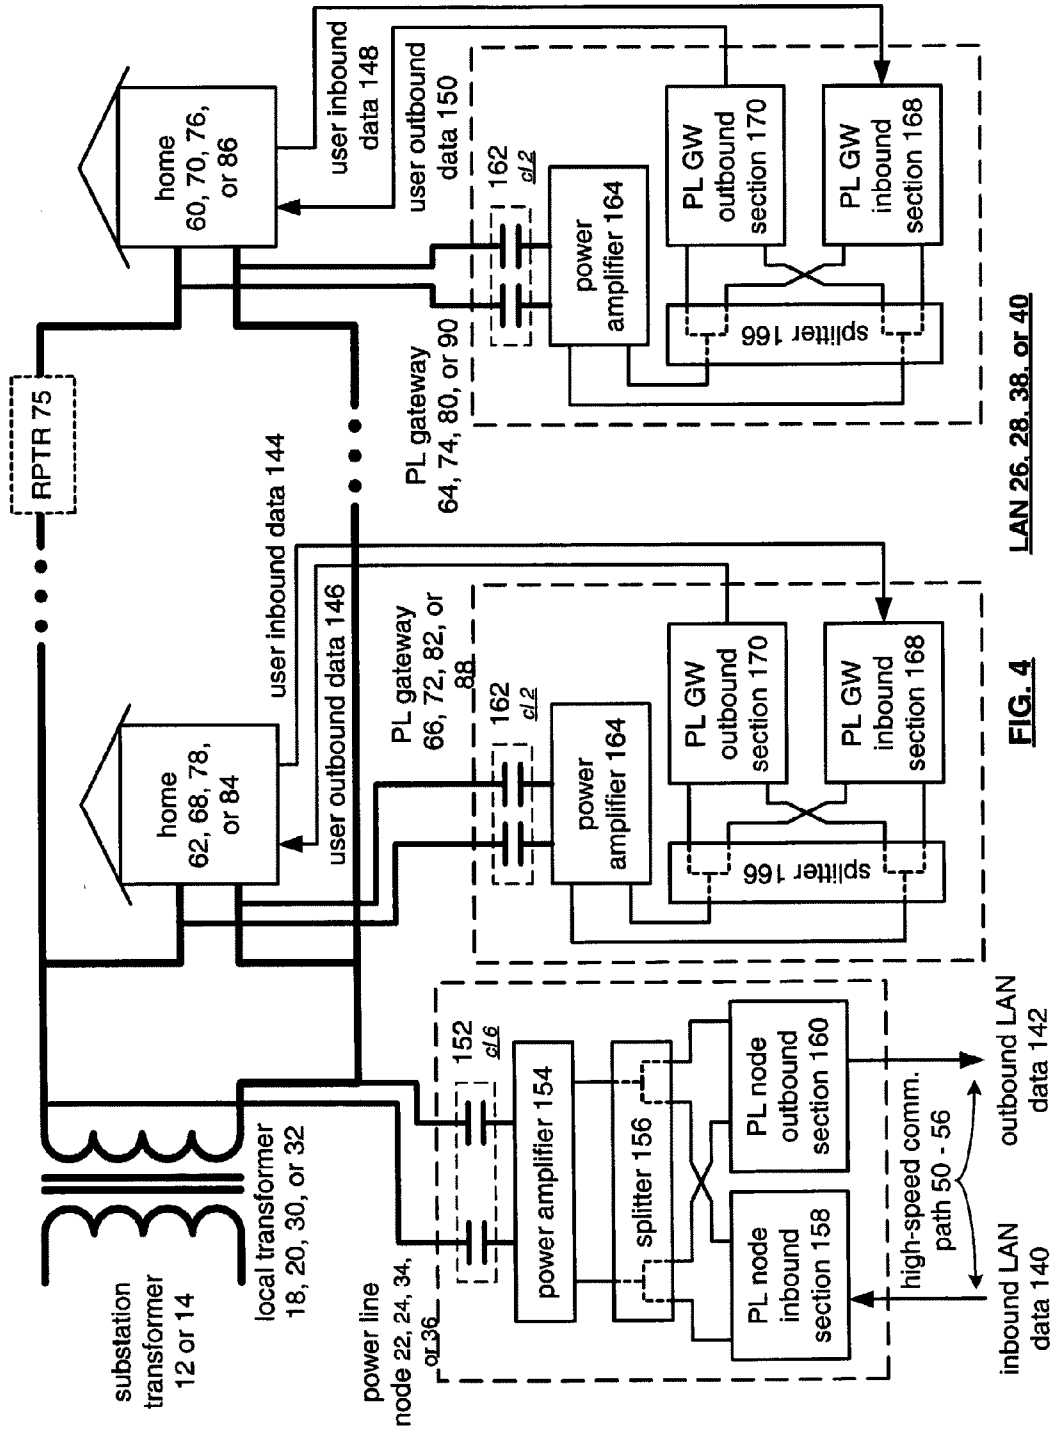 substation
transformer
12 or 14
local transformer
18, 20, 30, or 32
RPTR 75
home
62, 68, 78,
or 84
home
60, 70, 76,
or 86
user inbound data 144
user outbound data 146
user inbound
data 148
user outbound
data 150
power line
node 22, 24, 34,
or 36
152
cl 6
power amplifier 154
splitter 156
PL node
inbound
section 158
PL node
outbound
section 160
high-speed comm.
path 50 - 56
inbound LAN
data 140
outbound LAN
data 142
PL gateway
66, 72, 82, or
88
162
cl 2
power
amplifier 164
splitter 166
PL GW
outbound
section 170
PL GW
inbound
section 168
PL gateway
64, 74, 80, or 90
162
cl 2
power
amplifier 164
splitter 166
PL GW
outbound
section 170
PL GW
inbound
section 168
FIG. 4
LAN 26, 28, 38, or 40